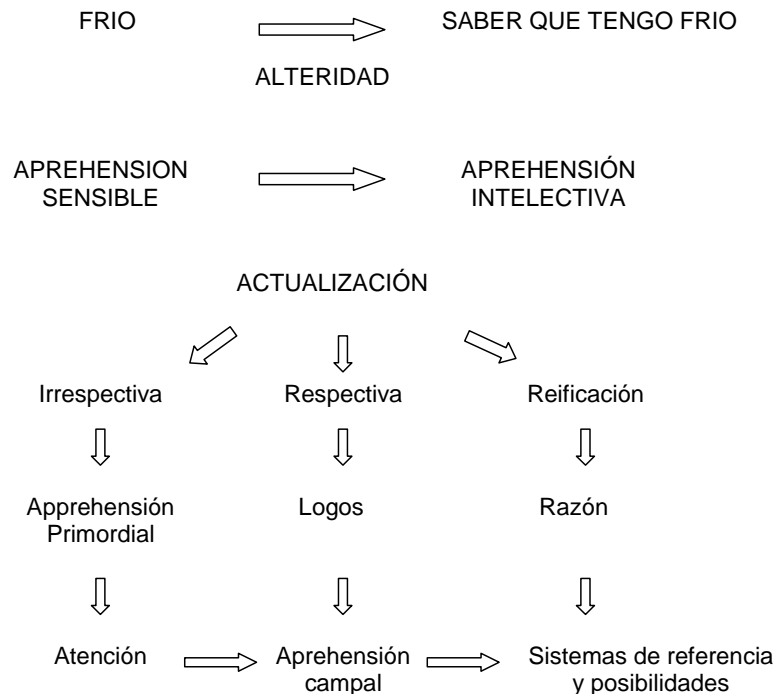 FRIO
SABER QUE TENGO FRIO
ALTERIDAD
APREHENSION
SENSIBLE
APREHENSIÓN
INTELECTIVA
ACTUALIZACIÓN
Irrespectiva
Respectiva
Reificación
Apprehensión
Primordial
Logos
Razón
Atención
Aprehensión
campal
Sistemas de referencia
y posibilidades